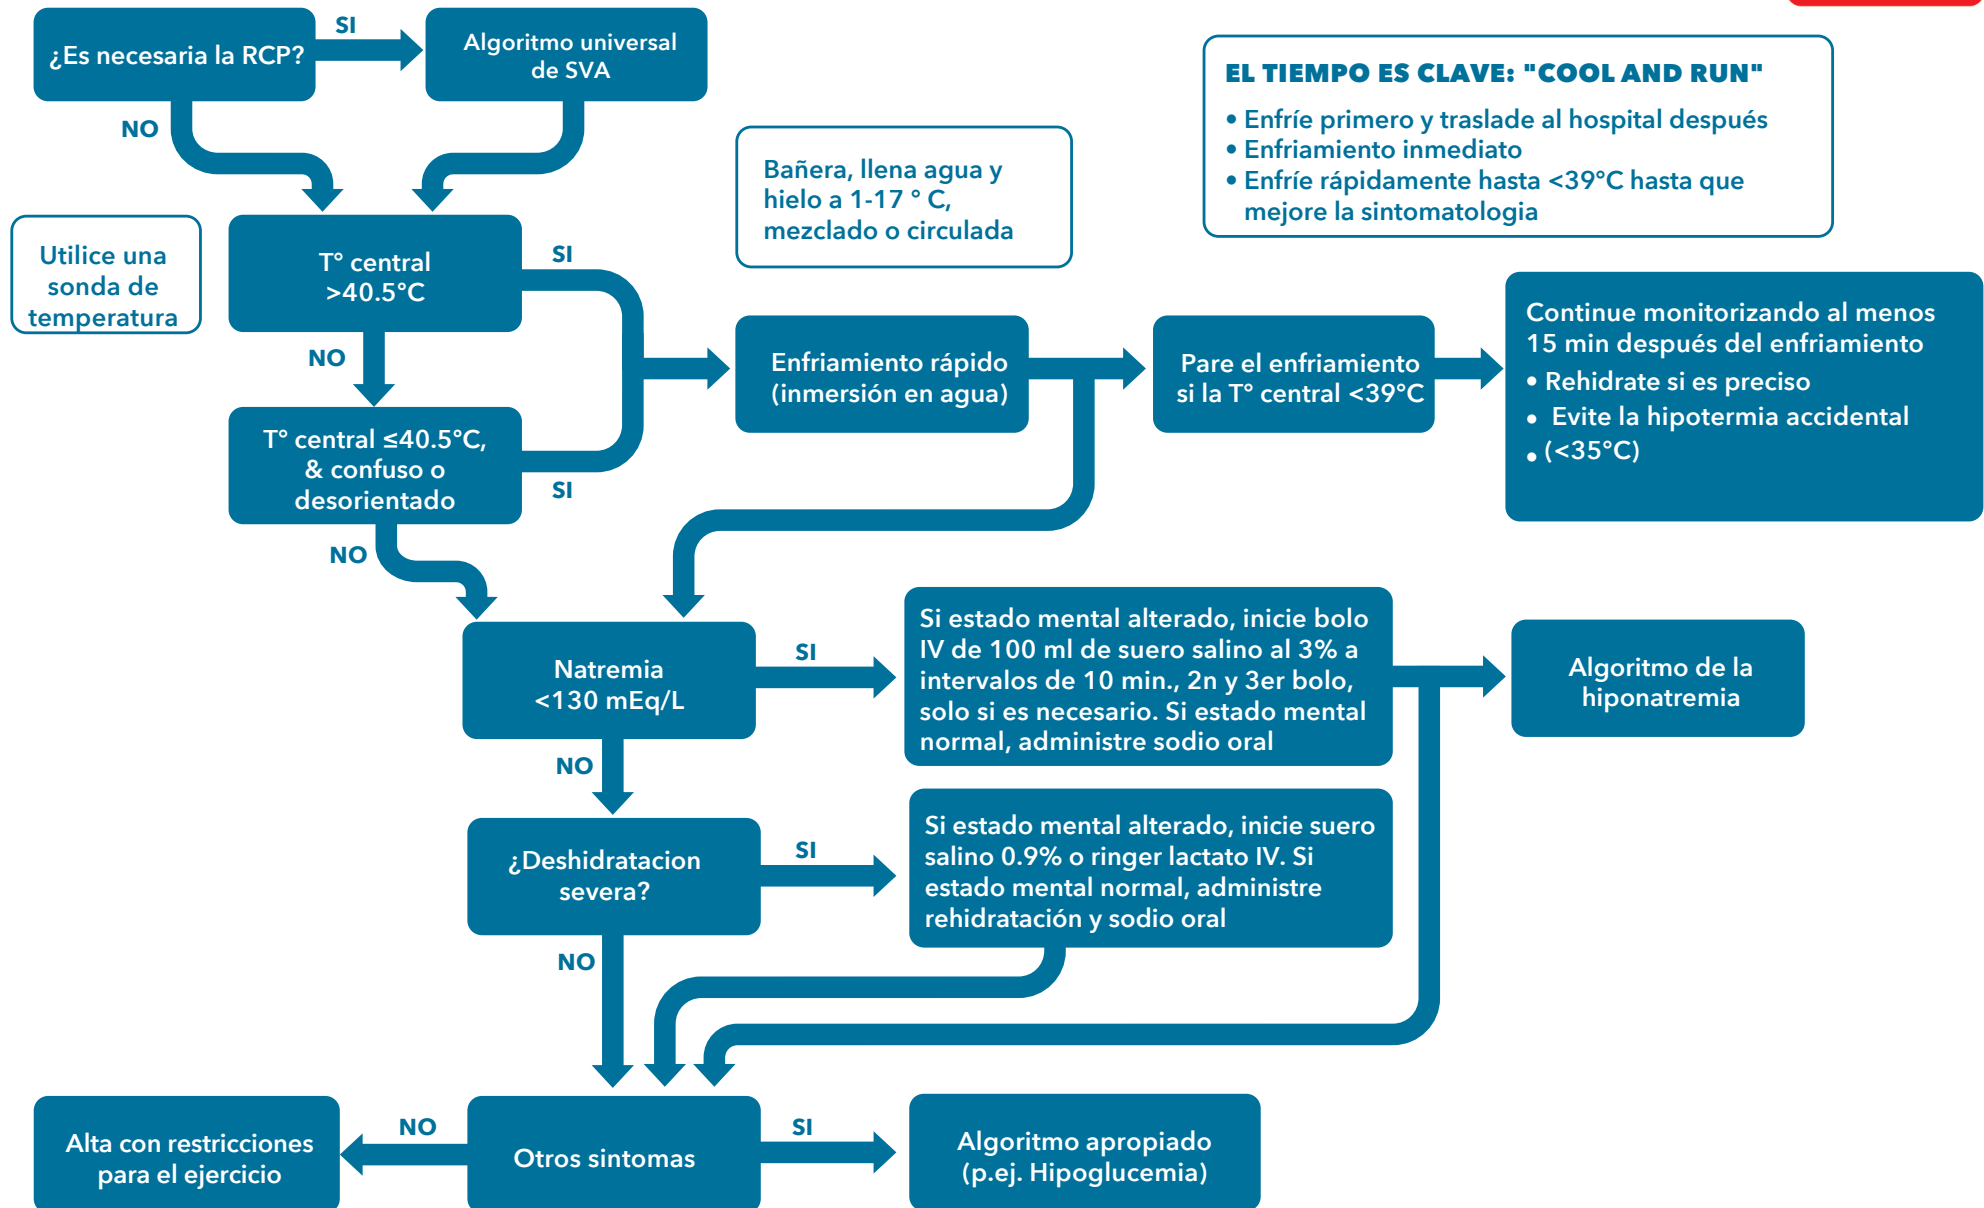 ¿Es necesaria la RCP?
SI
Algoritmo universal
de SVA
NO
EL TIEMPO ES CLAVE: "COOL AND RUN"
• Enfríe primero y traslade al hospital después
• Enfriamiento inmediato
• Enfríe rápidamente hasta <39°C hasta que
mejore la sintomatologia
Bañera, llena agua y
hielo a 1-17 ° C,
mezclado o circulada
Utilice una
sonda de
temperatura
T° central
>40.5°C
SI
NO
Enfriamiento rápido
(inmersión en agua)
Pare el enfriamiento
si la T° central <39°C
Continue monitorizando al menos
15 min después del enfriamiento
• Rehidrate si es preciso
• Evite la hipotermia accidental
• (<35°C)
T° central ≤40.5°C,
& confuso o
desorientado
SI
NO
Natremia
<130 mEq/L
SI
Si estado mental alterado, inicie bolo
IV de 100 ml de suero salino al 3% a
intervalos de 10 min., 2n y 3er bolo,
solo si es necesario. Si estado mental
normal, administre sodio oral
Algoritmo de la
hiponatremia
NO
¿Deshidratacion
severa?
SI
Si estado mental alterado, inicie suero
salino 0.9% o ringer lactato IV. Si
estado mental normal, administre
rehidratación y sodio oral
NO
Alta con restricciones
para el ejercicio
NO
Otros sintomas
SI
Algoritmo apropiado
(p.ej. Hipoglucemia)